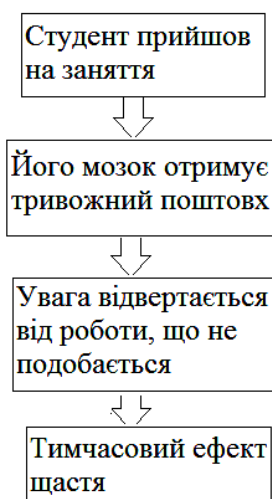 Студент прийшов
на заняття
Його мозок отримує
тривожний поштовх
Увага відвертається
від роботи, що не
подобається
Тимчасовий ефект
щастя